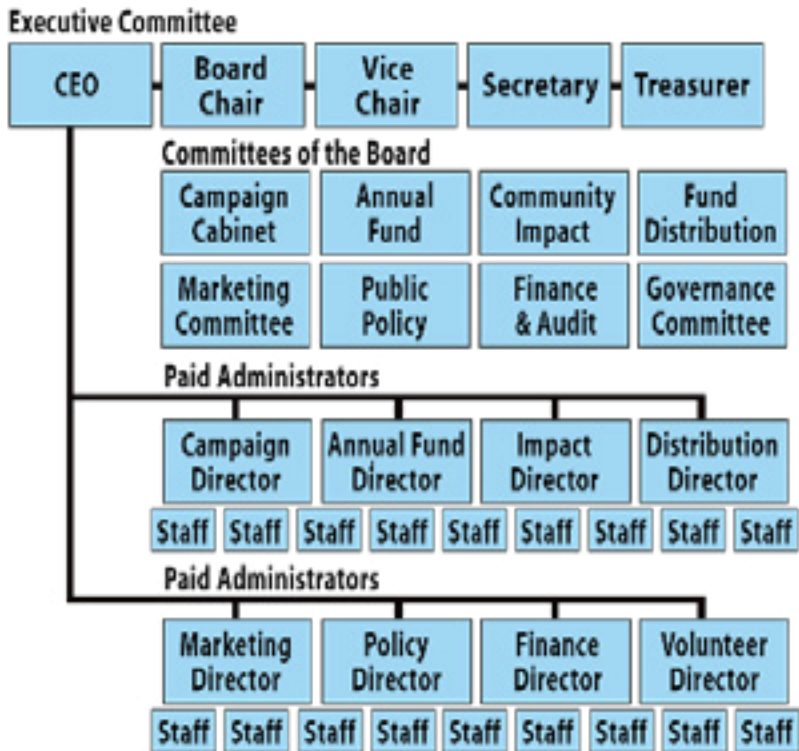 Executive Committee
CEO
Board
Chair
Vice
Chair
Secretary
Treasurer
Committees of the Board
Campaign
Cabinet
Annual
Fund
Community
Impact
Fund
Distribution
Marketing
Committee
Public
Policy
Finance
& Audit
Governance
Committee
Paid Administrators
Campaign
Director
Annual Fund
Director
Impact
Director
Distribution
Director
Staff Staff Staff Staff Staff Staff Staff Staff Staff
Paid Administrators
Marketing
Director
Policy
Director
Finance
Director
Volunteer
Director
Staff Staff Staff Staff Staff Staff Staff Staff Staff